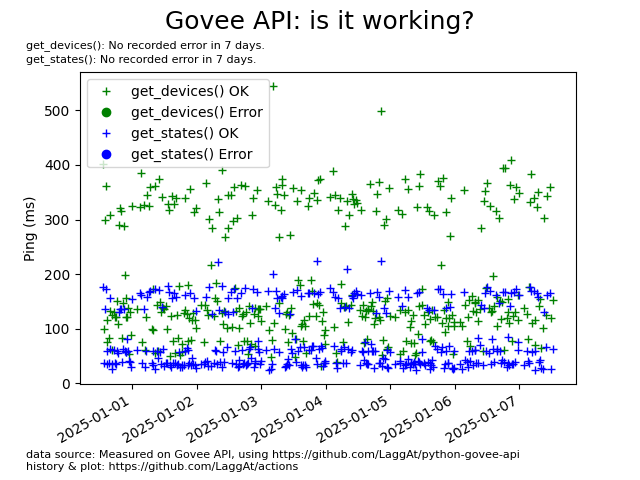 Govee API: is it working?
get_devices(): No recorded error in 7 days.
get_states(): No recorded error in 7 days.
get_devices() OK
get_devices() Error
get_states() OK
get_states() Error
Ping (ms)
500
400
300
200
100
0
2025-01-01
2025-01-02
2025-01-03
2025-01-04
2025-01-05
2025-01-06
2025-01-07
data source: Measured on Govee API, using https://github.com/LaggAt/python-govee-api
history & plot: https://github.com/LaggAt/actions